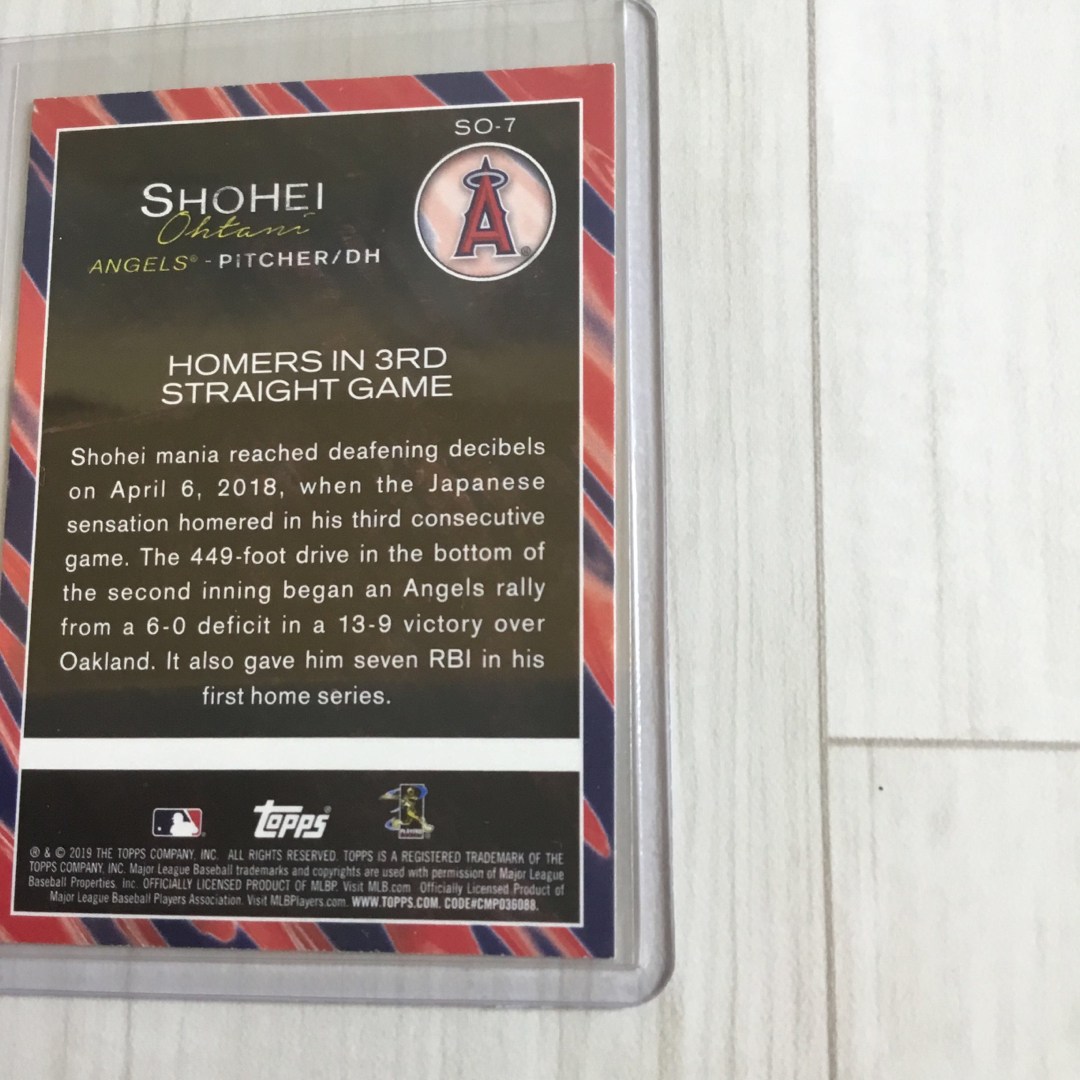 SO-7
SHOHEI
Ohtani
A
ANGELS® - PITCHER/DH
HOMERS IN 3RD
STRAIGHT GAME
Shohei mania reached deafening decibels
on April 6, 2018, when the Japanese
sensation homered in his third consecutive
game. The 449-foot drive in the bottom of
the second inning began an Angels rally
from a 6-0 deficit in a 13-9 victory over
Oakland. It also gave him seven RBI in his
first home series.
Topps®
® & © 2019 THE TOPPS COMPANY, INC. ALL RIGHTS RESERVED. TOPPS IS A REGISTERED TRADEMARK OF THE
TOPPS COMPANY, INC. Major League Baseball trademarks and copyrights are used with permission of Major League
Baseball Properties, Inc. OFFICIALLY LICENSED PRODUCT OF MLBP. Visit MLB.com Officially Licensed Product of
Major League Baseball Players Association. Visit MLBPlayers.com. WWW.TOPPS.COM. CODE#CMP036088.